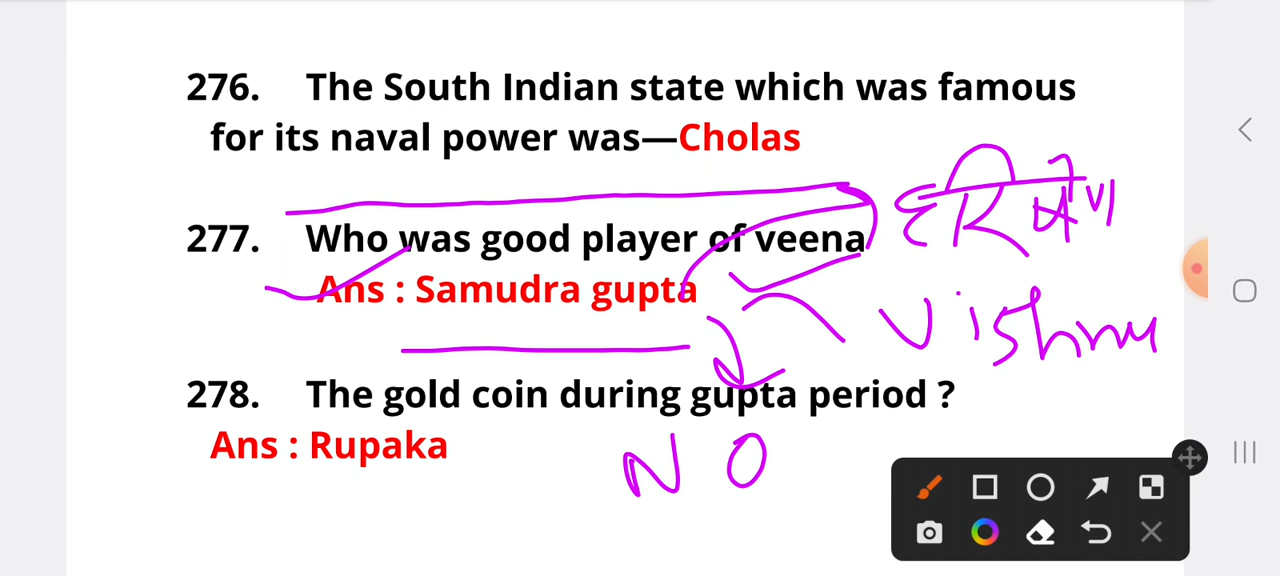 276. The South Indian state which was famous
for its naval power was—Cholas
277. Who was good player of veena
Ans : Samudra gupta
Vishnu
278. The gold coin during gupta period ?
Ans : Rupaka
NO